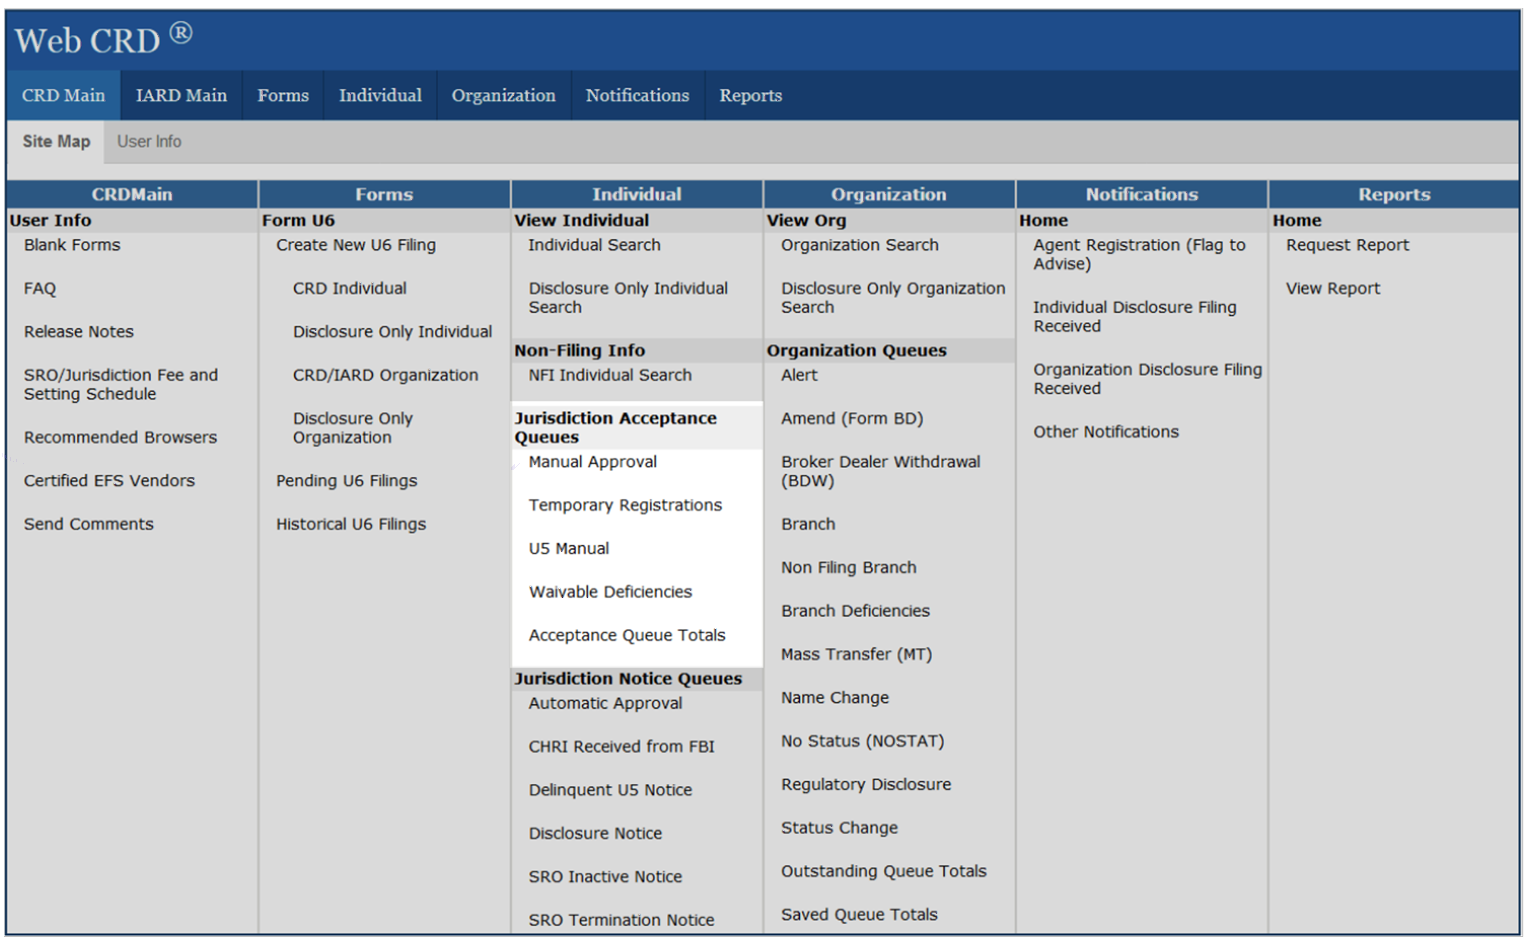 Web CRD ®
CRD Main
IARD Main
Forms
Individual
Organization
Notifications
Reports
Site Map
User Info
CRDMain
User Info
Blank Forms
FAQ
Release Notes
SRO/Jurisdiction Fee and
Setting Schedule
Recommended Browsers
Certified EFS Vendors
Send Comments
Forms
Form U6
Create New U6 Filing
CRD Individual
Disclosure Only Individual
CRD/IARD Organization
Disclosure Only
Organization
Pending U6 Filings
Historical U6 Filings
Individual
View Individual
Individual Search
Disclosure Only Individual
Search
Non-Filing Info
NFI Individual Search
Jurisdiction Acceptance
Queues
Manual Approval
Temporary Registrations
U5 Manual
Waivable Deficiencies
Acceptance Queue Totals
Jurisdiction Notice Queues
Automatic Approval
CHRI Received from FBI
Delinquent U5 Notice
Disclosure Notice
SRO Inactive Notice
SRO Termination Notice
Organization
View Org
Organization Search
Disclosure Only Organization
Search
Organization Queues
Alert
Amend (Form BD)
Broker Dealer Withdrawal
(BDW)
Branch
Non Filing Branch
Branch Deficiencies
Mass Transfer (MT)
Name Change
No Status (NOSTAT)
Regulatory Disclosure
Status Change
Outstanding Queue Totals
Saved Queue Totals
Notifications
Home
Agent Registration (Flag to
Advise)
Individual Disclosure Filing
Received
Organization Disclosure Filing
Received
Other Notifications
Reports
Home
Request Report
View Report